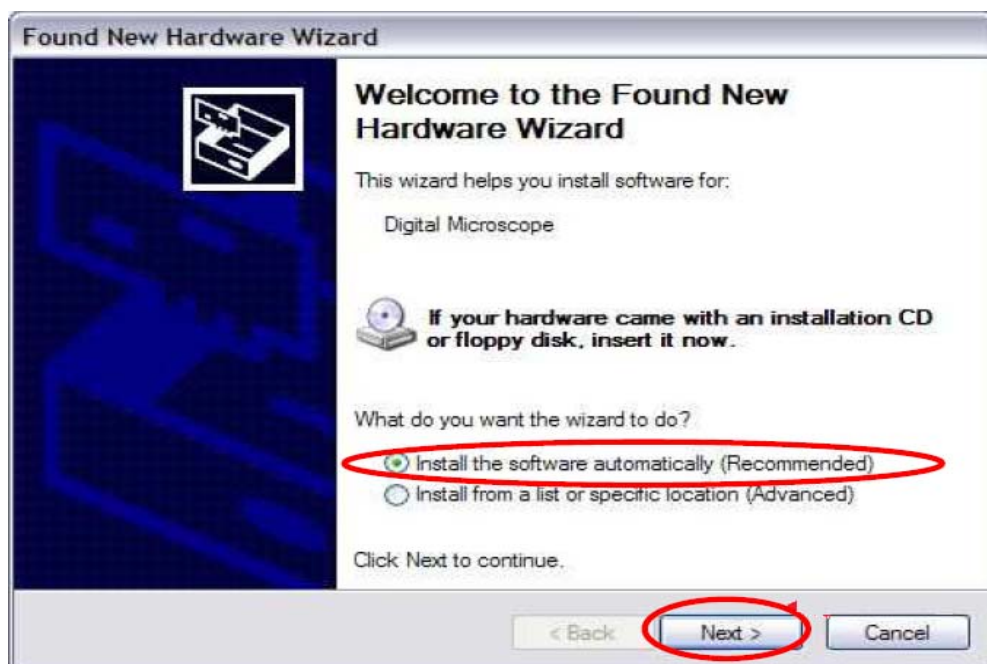 Found New Hardware Wizard
Welcome to the Found New
Hardware Wizard
This wizard helps you install software for:
Digital Microscope
If your hardware came with an installation CD
or floppy disk, insert it now.
What do you want the wizard to do?
Install the software automatically (Recommended)
Install from a list or specific location (Advanced)
Click Next to continue.
< Back Next > Cancel